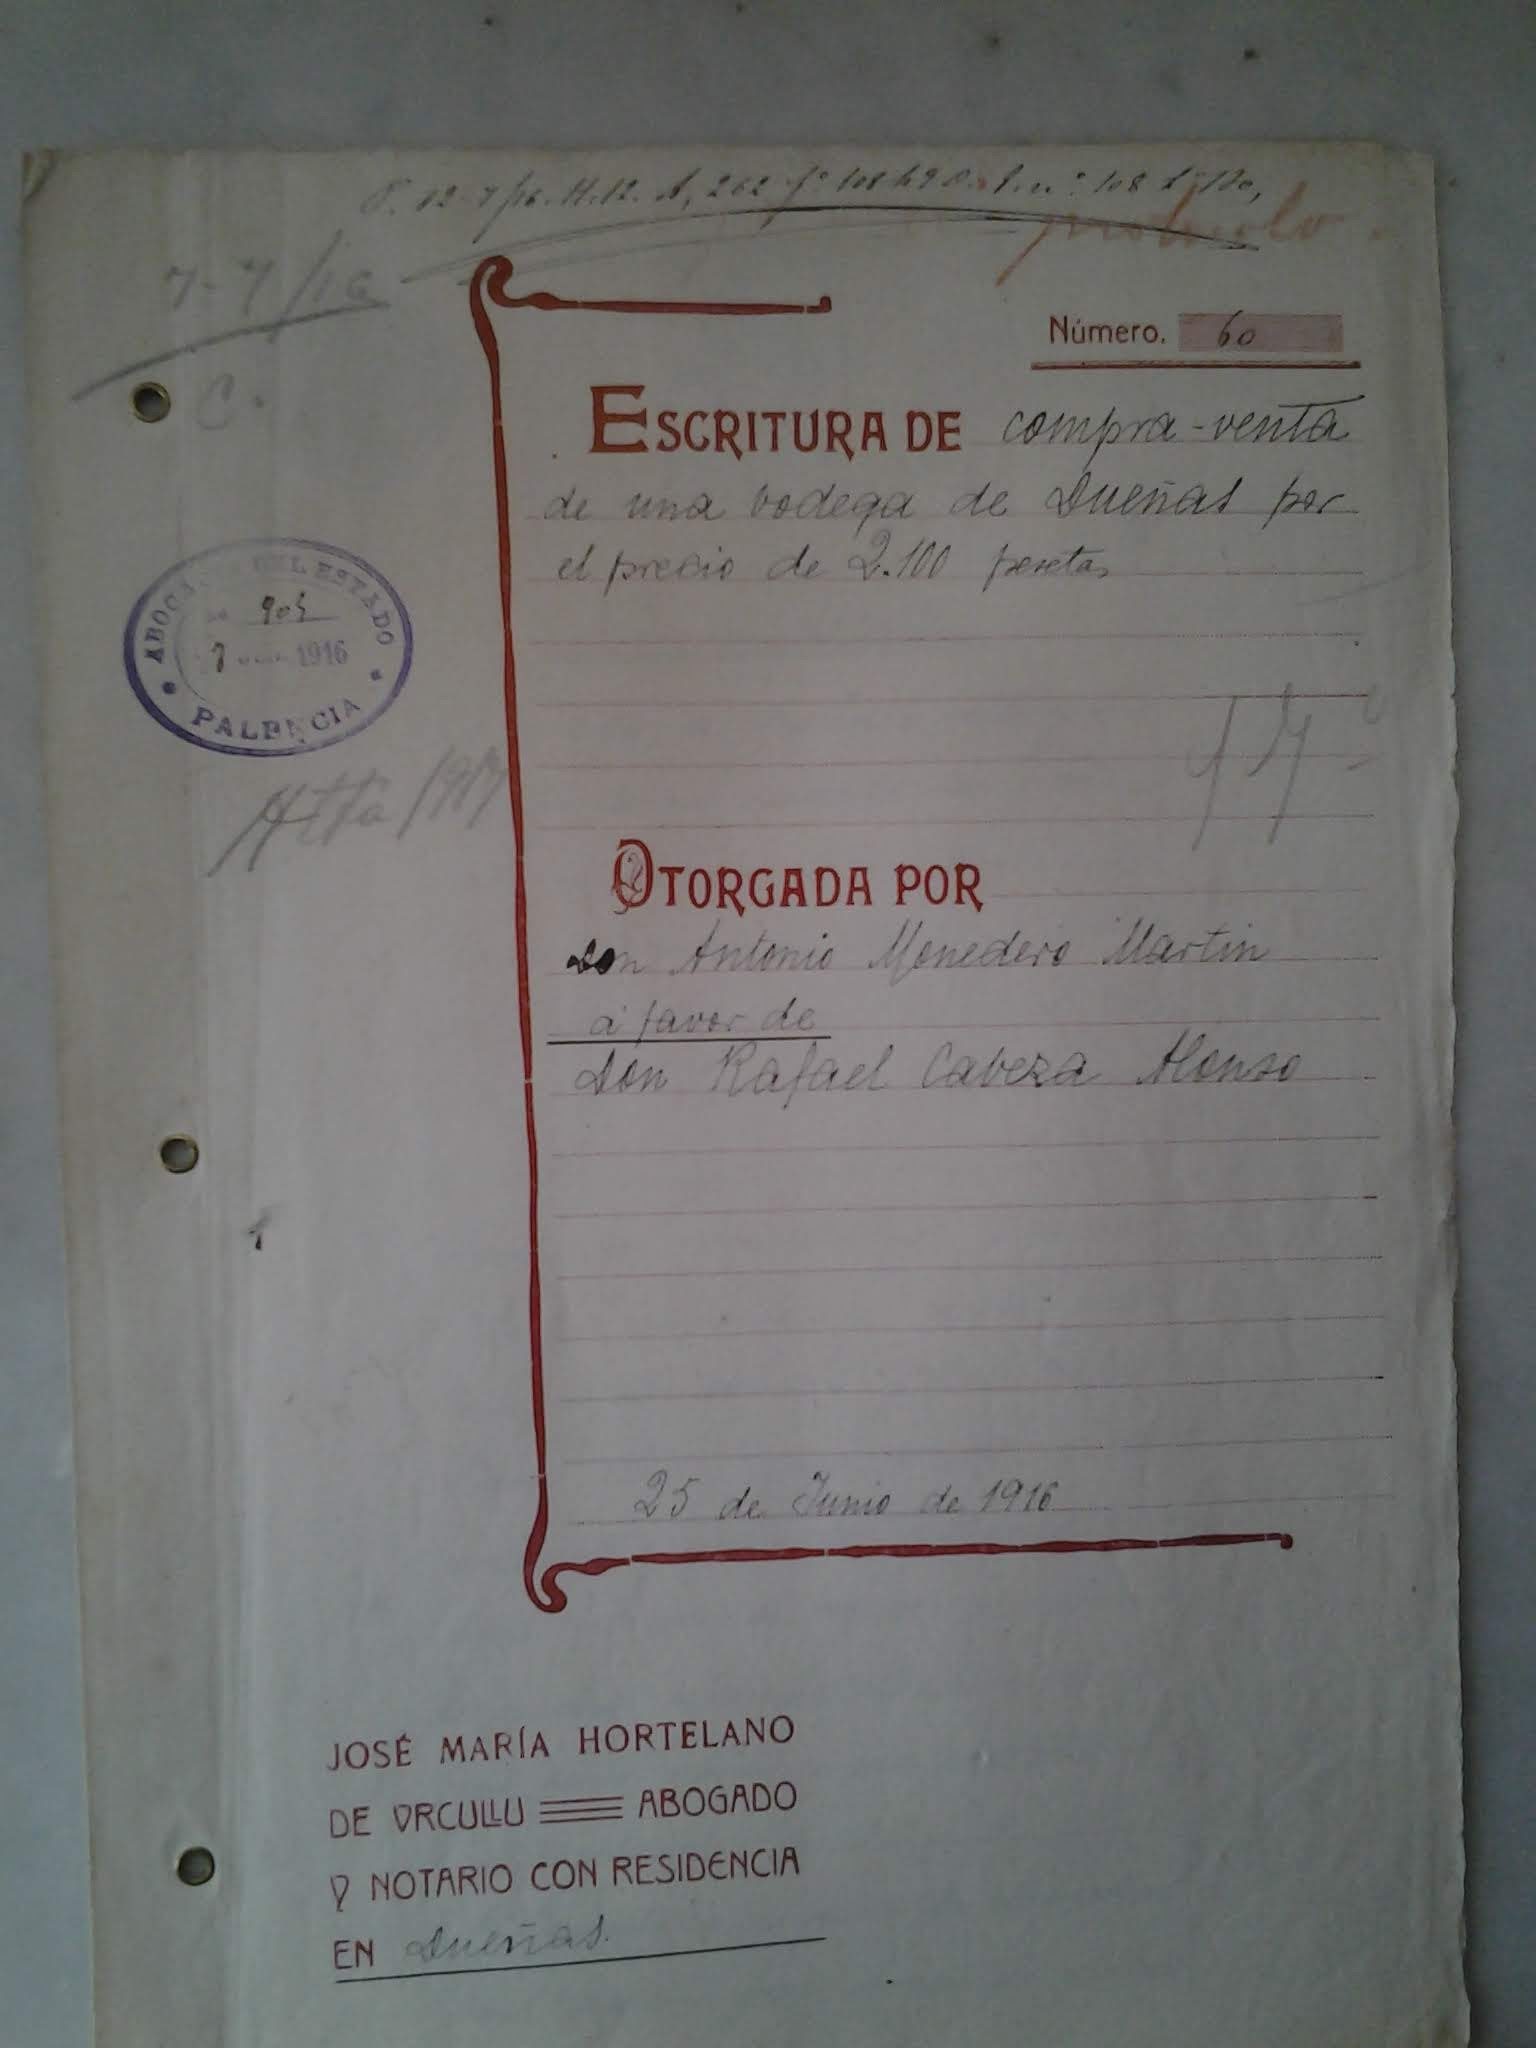 7-7/16
C.
Número. 60
ESCRITURA DE compra-venta
de una bodega de Dueñas por
el precio de 2.100 pesetas
ABOGACÍA DEL ESTADO
1916
PALENCIA
OTORGADA POR
Don Antonio Monedero Martin
á favor de
Don Rafael Cabeza Alonso
25 de Junio de 1916
JOSÉ MARÍA HORTELANO
DE URCULLU ABOGADO
Y NOTARIO CON RESIDENCIA
EN Dueñas.